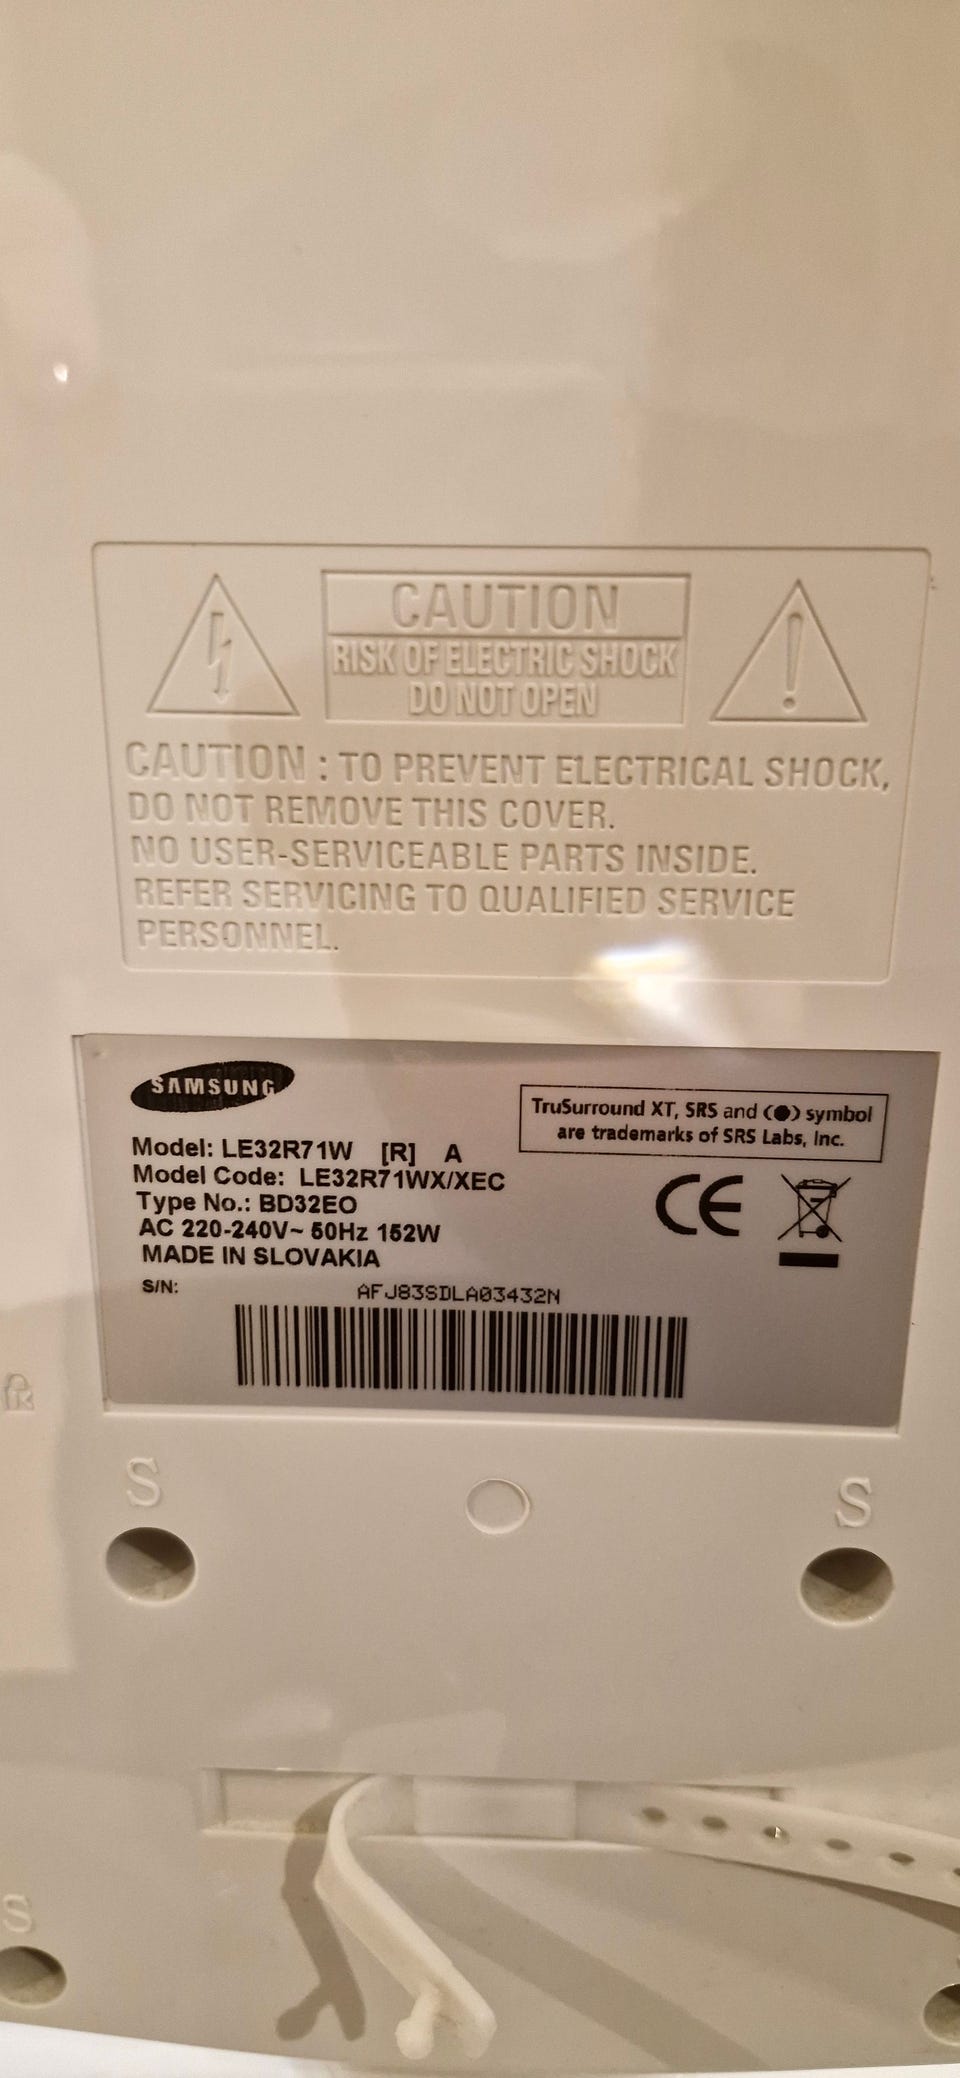 CAUTION
RISK OF ELECTRIC SHOCK
DO NOT OPEN
CAUTION : TO PREVENT ELECTRICAL SHOCK,
DO NOT REMOVE THIS COVER.
NO USER-SERVICEABLE PARTS INSIDE.
REFER SERVICING TO QUALIFIED SERVICE
PERSONNEL.
SAMSUNG
TruSurround XT, SRS and (●) symbol
are trademarks of SRS Labs, Inc.
Model: LE32R71W [R] A
Model Code: LE32R71WX/XEC
Type No.: BD32EO
AC 220-240V~ 50Hz 152W
MADE IN SLOVAKIA
CE
S/N: AFJ83SDLA03432N
K
S S
S